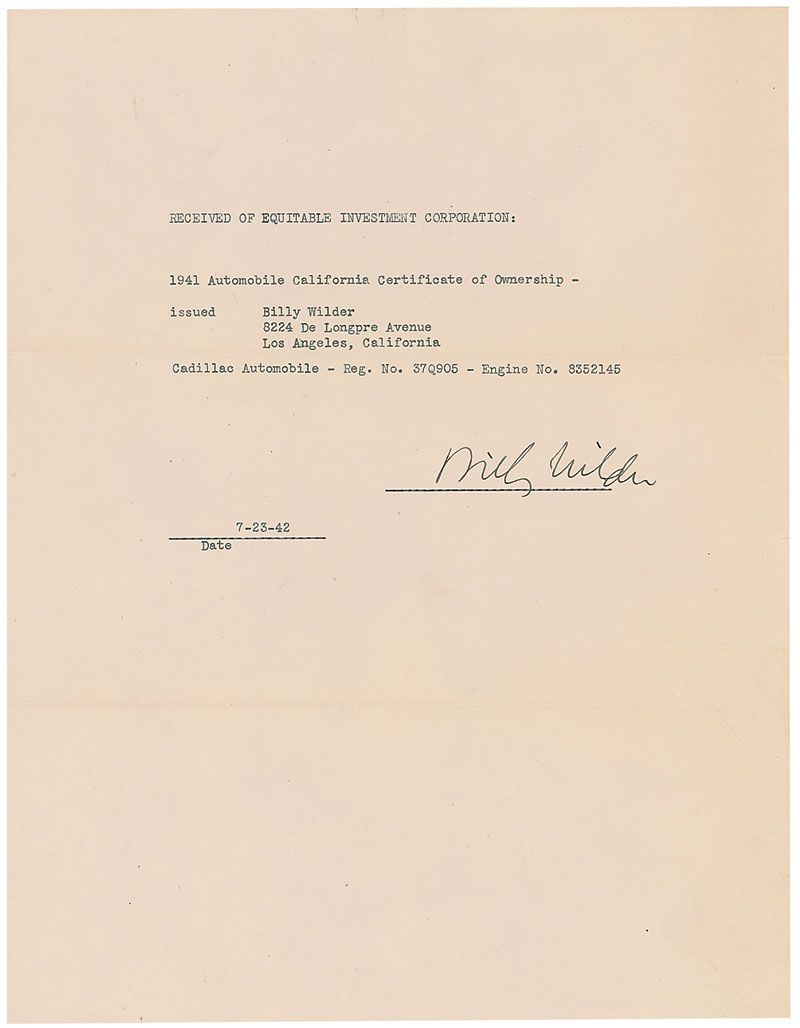 RECEIVED OF EQUITABLE INVESTMENT CORPORATION:
1941 Automobile California Certificate of Ownership -
issued Billy Wilder
8224 De Longpre Avenue
Los Angeles, California
Cadillac Automobile - Reg. No. 37Q905 - Engine No. 8352145
Billy Wilder
7-23-42
Date